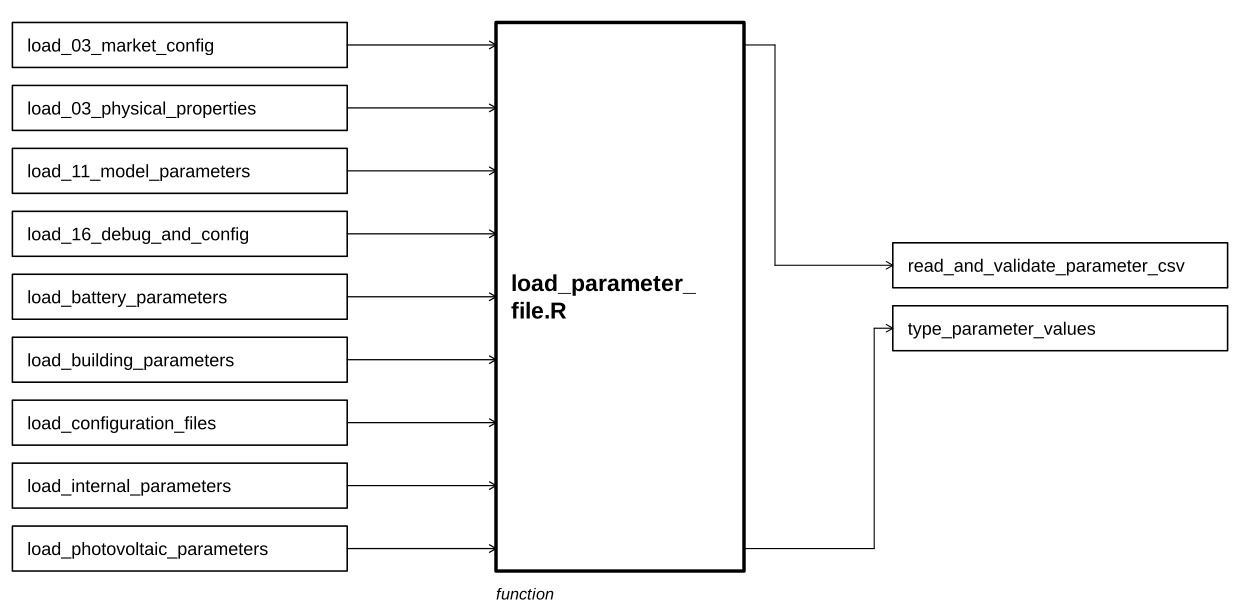 load_03_market_config
load_03_physical_properties
load_11_model_parameters
load_16_debug_and_config
load_battery_parameters
load_building_parameters
load_configuration_files
load_internal_parameters
load_photovoltaic_parameters
load_parameter_
file.R
function
read_and_validate_parameter_csv
type_parameter_values